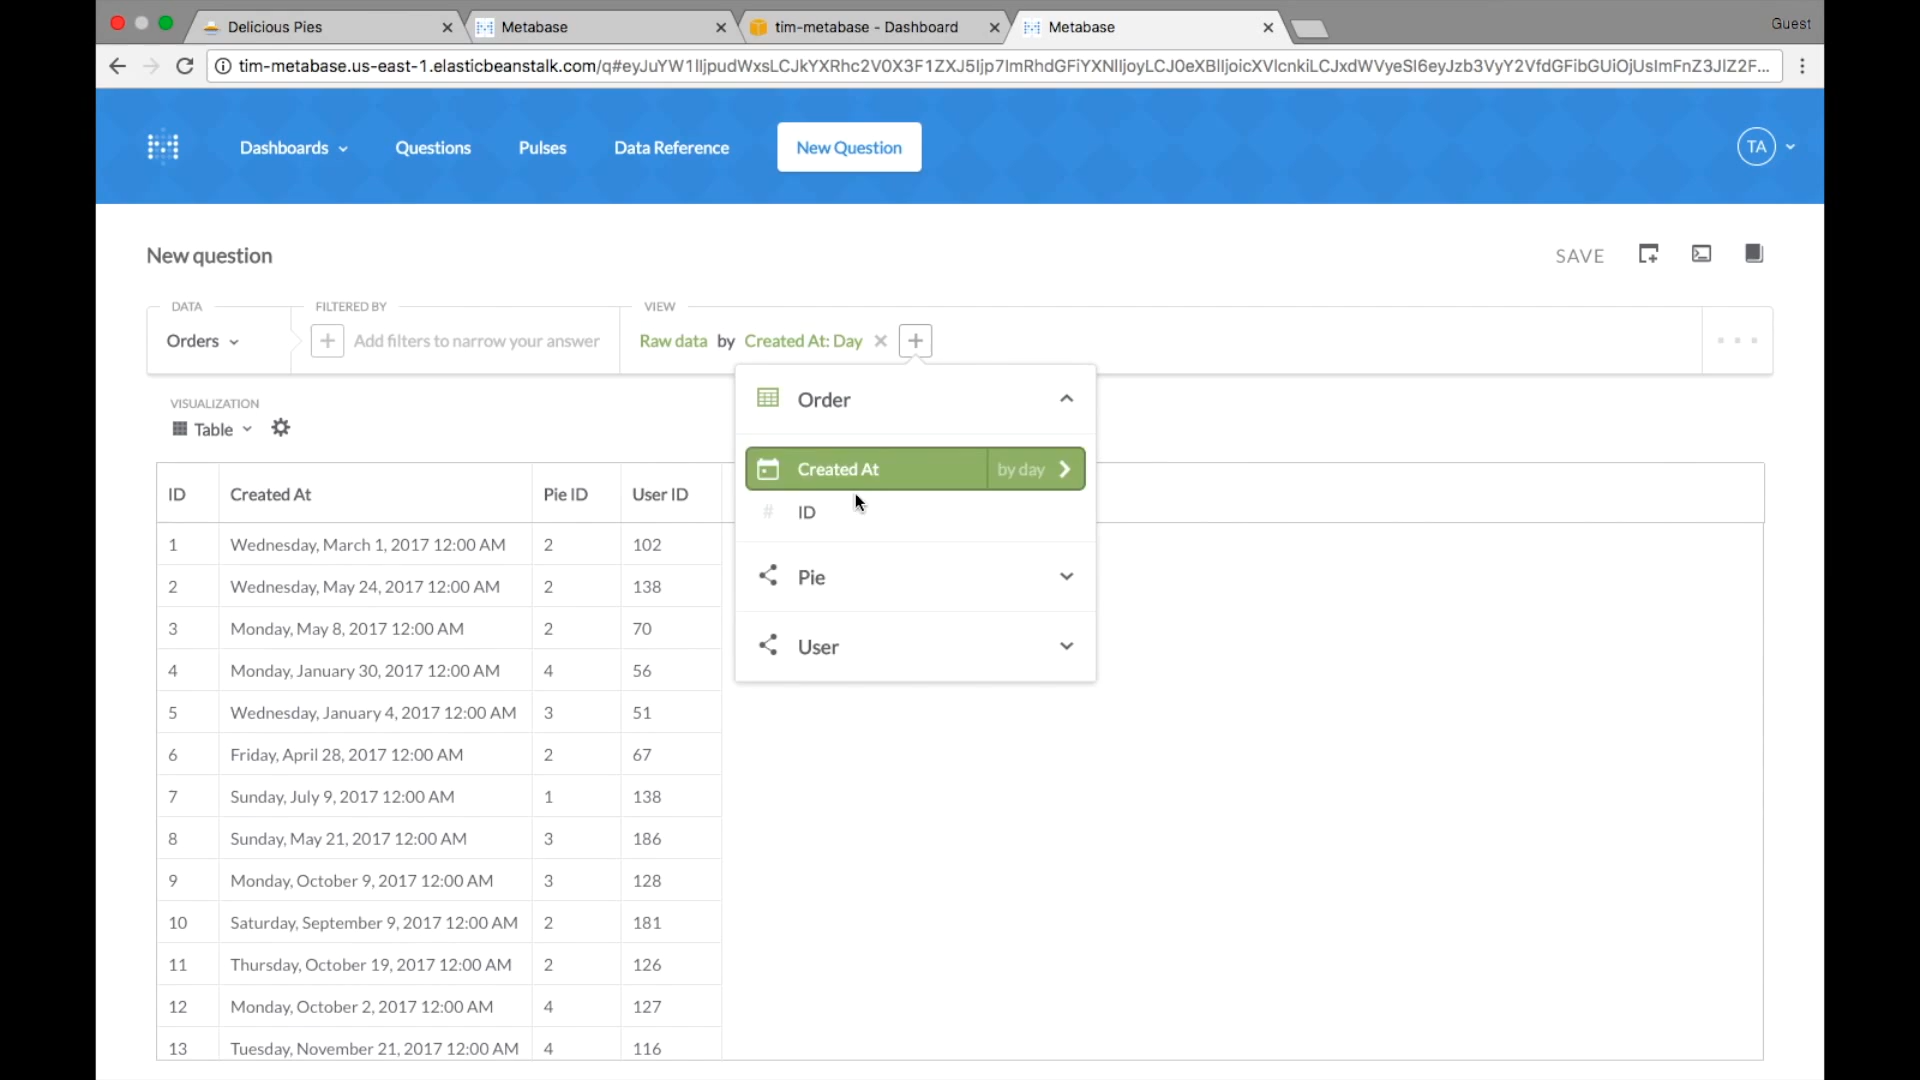 Delicious Pies
Metabase
tim-metabase - Dashboard
Metabase
Guest
tim-metabase.us-east-1.elasticbeanstalk.com
Dashboards
Questions
Pulses
Data Reference
New Question
TA
New question
SAVE
DATA
FILTERED BY
VIEW
Orders
Add filters to narrow your answer
Raw data by Created At: Day
Order
Created At by day
# ID
Pie
User
VISUALIZATION
Table
ID Created At Pie ID User ID
1 Wednesday, March 1, 2017 12:00 AM 2 102
2 Wednesday, May 24, 2017 12:00 AM 2 138
3 Monday, May 8, 2017 12:00 AM 2 70
4 Monday, January 30, 2017 12:00 AM 4 56
5 Wednesday, January 4, 2017 12:00 AM 3 51
6 Friday, April 28, 2017 12:00 AM 2 67
7 Sunday, July 9, 2017 12:00 AM 1 138
8 Sunday, May 21, 2017 12:00 AM 3 186
9 Monday, October 9, 2017 12:00 AM 3 128
10 Saturday, September 9, 2017 12:00 AM 2 181
11 Thursday, October 19, 2017 12:00 AM 2 126
12 Monday, October 2, 2017 12:00 AM 4 127
13 Tuesday, November 21, 2017 12:00 AM 4 116